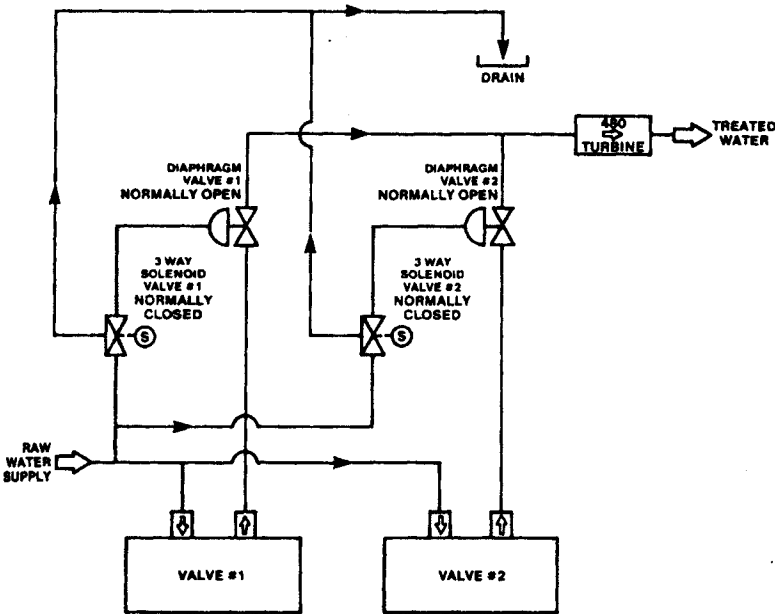 DRAIN
480
TURBINE
TREATED
WATER
DIAPHRAGM
VALVE #1
NORMALLY OPEN
DIAPHRAGM
VALVE #2
NORMALLY OPEN
3 WAY
SOLENOID
VALVE #1
NORMALLY
CLOSED
S
3 WAY
SOLENOID
VALVE #2
NORMALLY
CLOSED
S
RAW
WATER
SUPPLY
VALVE #1
VALVE #2